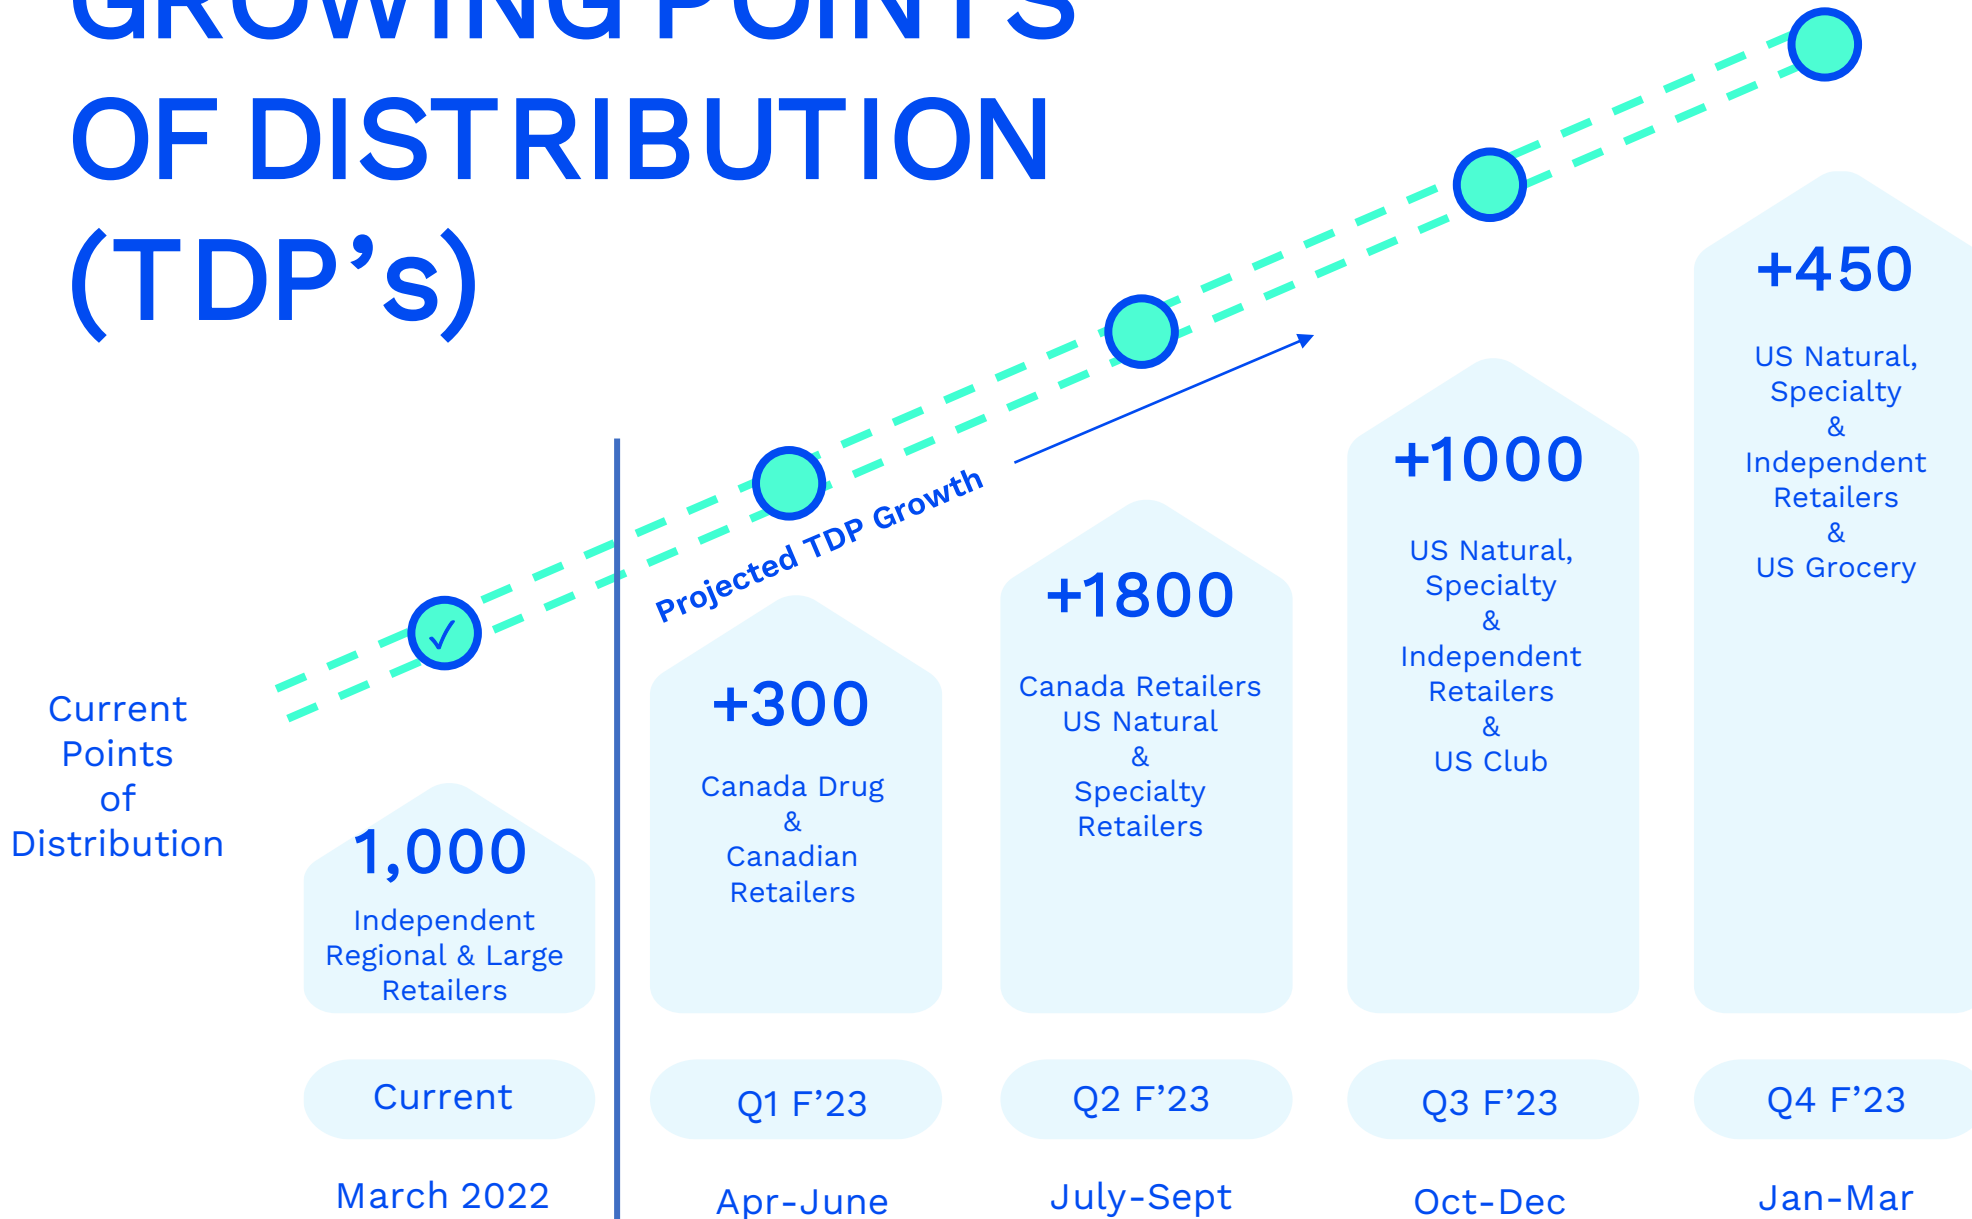 GROWING POINTS
OF DISTRIBUTION
(TDP’s)
Projected TDP Growth
Current
Points
of
Distribution
1,000
Independent
Regional & Large
Retailers
Current
March 2022
+300
Canada Drug
&
Canadian
Retailers
Q1 F’23
Apr-June
+1800
Canada Retailers
US Natural
&
Specialty
Retailers
Q2 F’23
July-Sept
+1000
US Natural,
Specialty
&
Independent
Retailers
&
US Club
Q3 F’23
Oct-Dec
+450
US Natural,
Specialty
&
Independent
Retailers
&
US Grocery
Q4 F’23
Jan-Mar